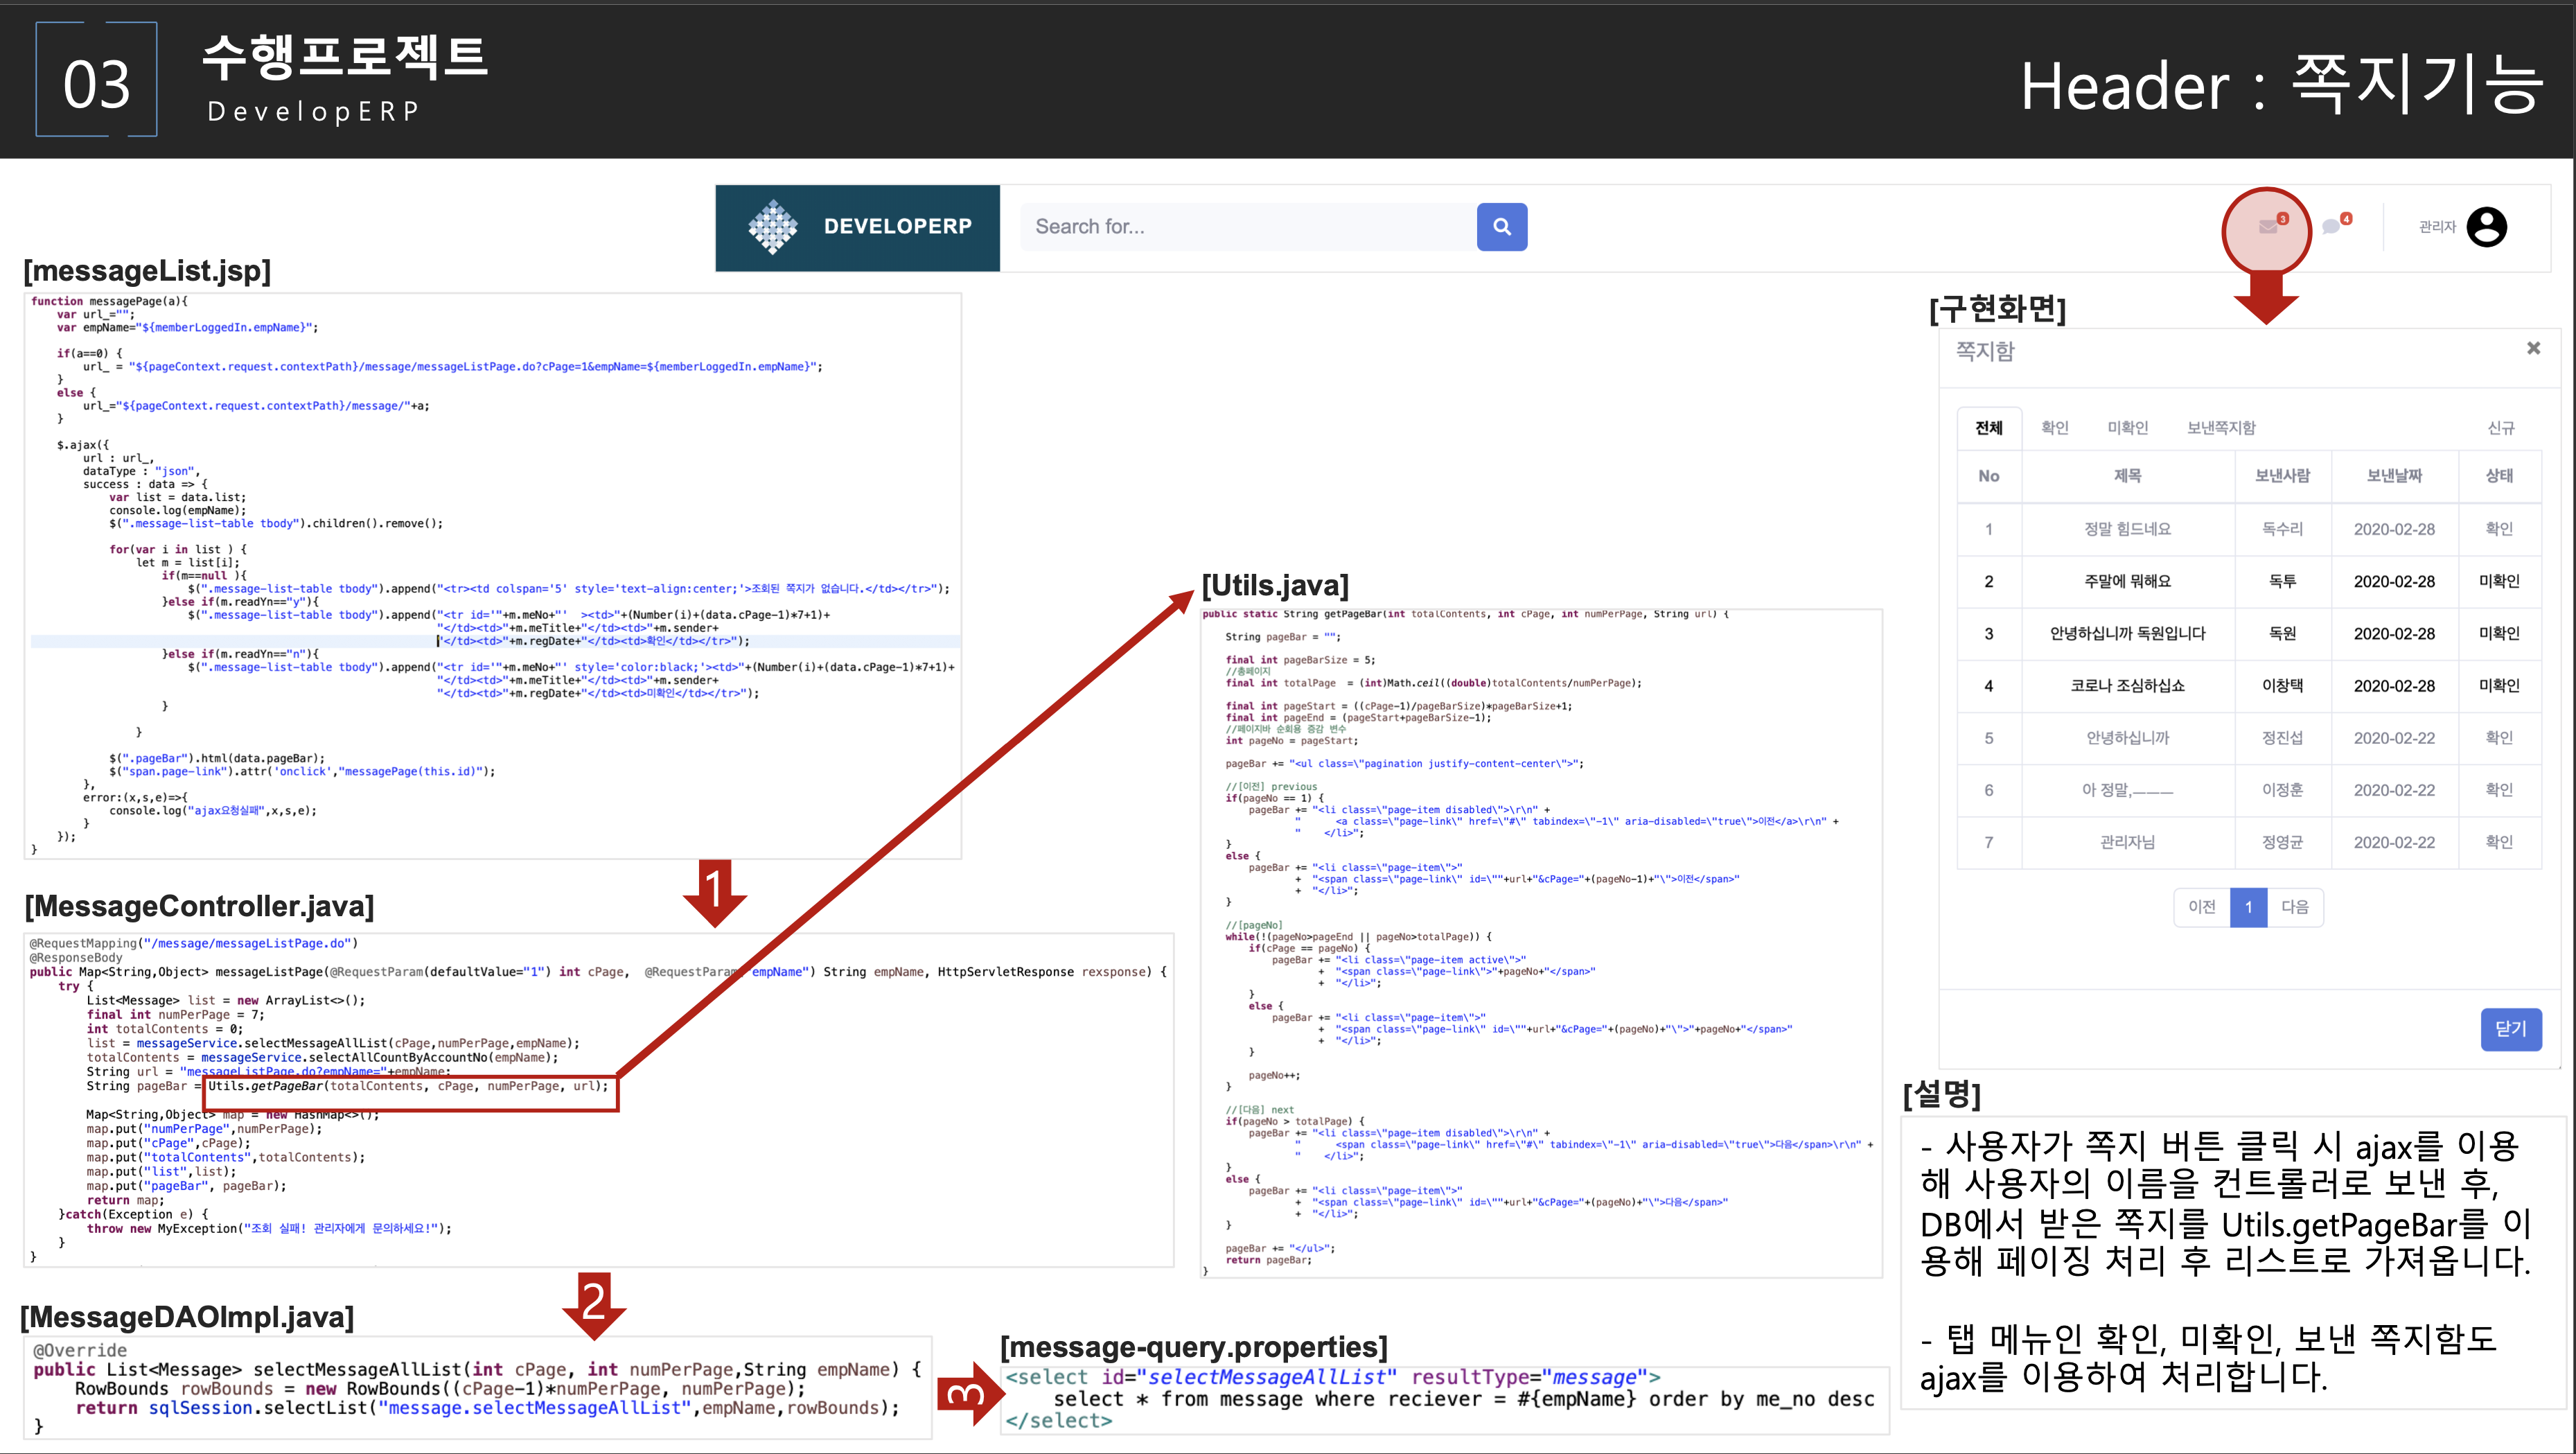 03
수행프로젝트
DevelopERP
Header : 쪽지기능
DEVELOPERP
Search for...
3
4
관리자
[messageList.jsp]
function messagePage(a){
var url_="";
var empName="${memberLoggedIn.empName}";
if(a==0) {
url_ = "${pageContext.request.contextPath}/message/messageListPage.do?cPage=1&empName=${memberLoggedIn.empName}";
}
else {
url_="${pageContext.request.contextPath}/message/"+a;
}
$.ajax({
url : url_,
dataType : "json",
success : data => {
var list = data.list;
console.log(empName);
$(".message-list-table tbody").children().remove();
for(var i in list ) {
let m = list[i];
if(m==null ){
$(".message-list-table tbody").append("<tr><td colspan='5' style='text-align:center;'>조회된 쪽지가 없습니다.</td></tr>");
}else if(m.readYn=="y"){
$(".message-list-table tbody").append("<tr id='"+m.meNo+"'  ><td>"+(Number(i)+(data.cPage-1)*7+1)+
"</td><td>"+m.meTitle+"</td><td>"+m.sender+
"</td><td>"+m.regDate+"</td><td>확인</td></tr>");
}else if(m.readYn=="n"){
$(".message-list-table tbody").append("<tr id='"+m.meNo+"' style='color:black;'><td>"+(Number(i)+(data.cPage-1)*7+1)+
"</td><td>"+m.meTitle+"</td><td>"+m.sender+
"</td><td>"+m.regDate+"</td><td>미확인</td></tr>");
}
}
$(".pageBar").html(data.pageBar);
$("span.page-link").attr('onclick',"messagePage(this.id)");
},
error:(x,s,e)=>{
console.log("ajax요청실패",x,s,e);
}
});
}
1
[MessageController.java]
@RequestMapping("/message/messageListPage.do")
@ResponseBody
public Map<String,Object> messageListPage(@RequestParam(defaultValue="1") int cPage,  @RequestParam empName") String empName, HttpServletResponse rexsponse) {
try {
List<Message> list = new ArrayList<>();
final int numPerPage = 7;
int totalContents = 0;
list = messageService.selectMessageAllList(cPage,numPerPage,empName);
totalContents = messageService.selectAllCountByAccountNo(empName);
String url = "messageListPage.do?empName="+empName;
String pageBar = Utils.getPageBar(totalContents, cPage, numPerPage, url);
Map<String,Object> map = new HashMap<>();
map.put("numPerPage",numPerPage);
map.put("cPage",cPage);
map.put("totalContents",totalContents);
map.put("list",list);
map.put("pageBar", pageBar);
return map;
}catch(Exception e) {
throw new MyException("조회 실패! 관리자에게 문의하세요!");
}
}
2
[MessageDAOImpl.java]
@Override
public List<Message> selectMessageAllList(int cPage, int numPerPage,String empName) {
RowBounds rowBounds = new RowBounds((cPage-1)*numPerPage, numPerPage);
return sqlSession.selectList("message.selectMessageAllList",empName,rowBounds);
}
3
[message-query.properties]
<select id="selectMessageAllList" resultType="message">
select * from message where reciever = #{empName} order by me_no desc
</select>
[Utils.java]
public static String getPageBar(int totalContents, int cPage, int numPerPage, String url) {
String pageBar = "";
final int pageBarSize = 5;
//총페이지
final int totalPage  = (int)Math.ceil((double)totalContents/numPerPage);
final int pageStart = ((cPage-1)/pageBarSize)*pageBarSize+1;
final int pageEnd = (pageStart+pageBarSize-1);
//페이지바 순회용 증감 변수
int pageNo = pageStart;
pageBar += "<ul class=\"pagination justify-content-center\">";
//[이전] previous
if(pageNo == 1) {
pageBar += "<li class=\"page-item disabled\">\r\n" +
"      <a class=\"page-link\" href=\"#\" tabindex=\"-1\" aria-disabled=\"true\">이전</a>\r\n" +
"    </li>";
}
else {
pageBar += "<li class=\"page-item\">"
+  "<span class=\"page-link\" id=\""+url+"&cPage="+(pageNo-1)+"\">이전</span>"
+  "</li>";
}
//[pageNo]
while(!(pageNo>pageEnd || pageNo>totalPage)) {
if(cPage == pageNo) {
pageBar += "<li class=\"page-item active\">"
+  "<span class=\"page-link\">"+pageNo+"</span>"
+  "</li>";
}
else {
pageBar += "<li class=\"page-item\">"
+  "<span class=\"page-link\" id=\""+url+"&cPage="+(pageNo)+"\">"+pageNo+"</span>"
+  "</li>";
}
pageNo++;
}
//[다음] next
if(pageNo > totalPage) {
pageBar += "<li class=\"page-item disabled\">\r\n" +
"      <span class=\"page-link\" href=\"#\" tabindex=\"-1\" aria-disabled=\"true\">다음</span>\r\n" +
"    </li>";
}
else {
pageBar += "<li class=\"page-item\">"
+  "<span class=\"page-link\" id=\""+url+"&cPage="+(pageNo)+"\">다음</span>"
+  "</li>";
}
pageBar += "</ul>";
return pageBar;
}
[구현화면]
쪽지함
전체 확인 미확인 보낸쪽지함 신규
No 제목 보낸사람 보낸날짜 상태
1 정말 힘드네요 독수리 2020-02-28 확인
2 주말에 뭐해요 독투 2020-02-28 미확인
3 안녕하십니까 독원입니다 독원 2020-02-28 미확인
4 코로나 조심하십쇼 이창택 2020-02-28 미확인
5 안녕하십니까 정진섭 2020-02-22 확인
6 아 정말,ㅡㅡㅡ 이정훈 2020-02-22 확인
7 관리자님 정영균 2020-02-22 확인
이전 1 다음
닫기
[설명]
- 사용자가 쪽지 버튼 클릭 시 ajax를 이용
해 사용자의 이름을 컨트롤러로 보낸 후,
DB에서 받은 쪽지를 Utils.getPageBar를 이
용해 페이징 처리 후 리스트로 가져옵니다.
- 탭 메뉴인 확인, 미확인, 보낸 쪽지함도
ajax를 이용하여 처리합니다.